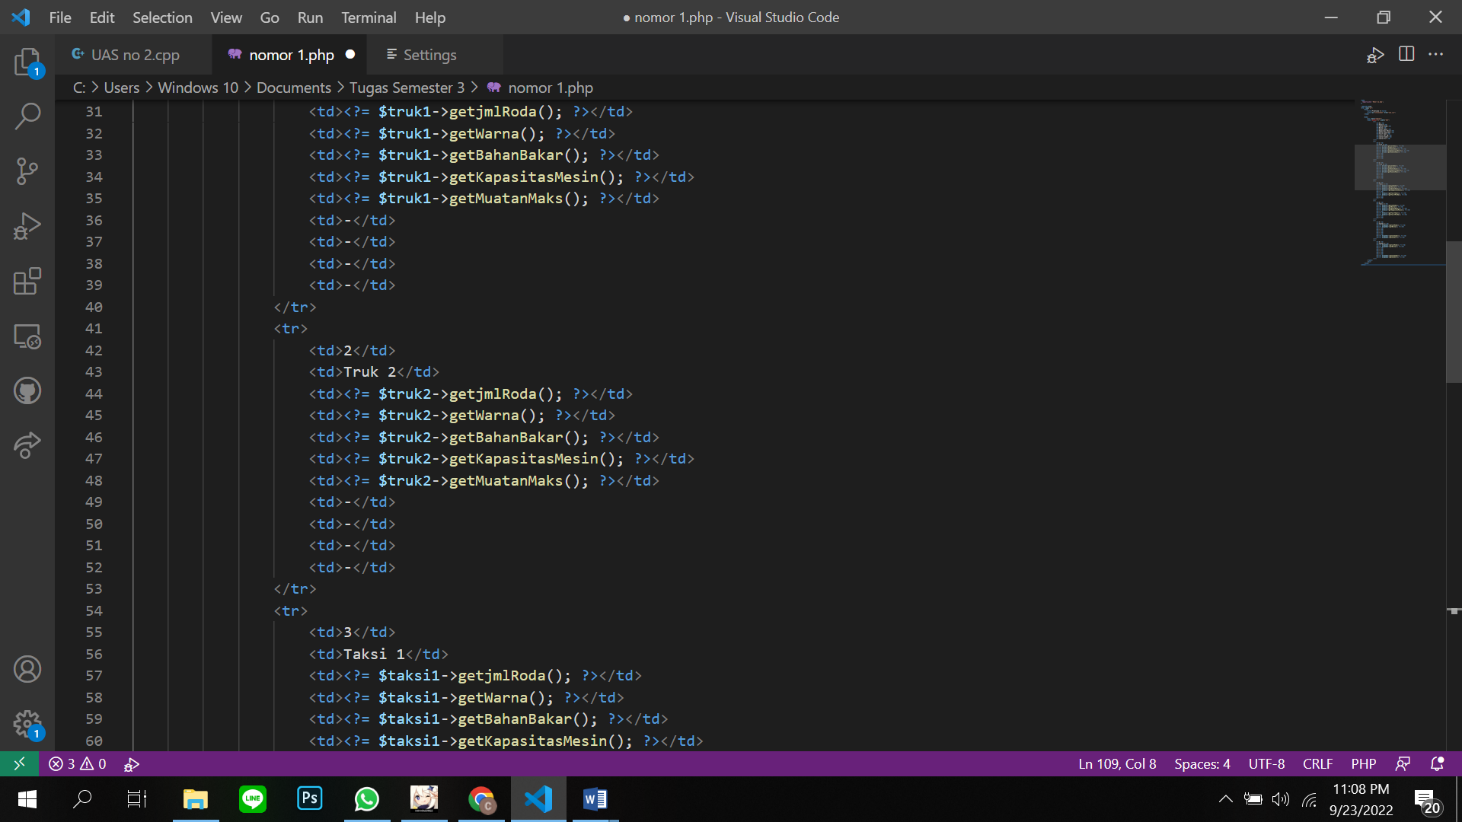 File Edit Selection View Go Run Terminal Help
● nomor 1.php - Visual Studio Code
UAS no 2.cpp nomor 1.php ● Settings
C: > Users > Windows 10 > Documents > Tugas Semester 3 > nomor 1.php
31 <td><?= $truk1->getjmlRoda(); ?></td>
32 <td><?= $truk1->getWarna(); ?></td>
33 <td><?= $truk1->getBahanBakar(); ?></td>
34 <td><?= $truk1->getKapasitasMesin(); ?></td>
35 <td><?= $truk1->getMuatanMaks(); ?></td>
36 <td>-</td>
37 <td>-</td>
38 <td>-</td>
39 <td>-</td>
40 </tr>
41 <tr>
42 <td>2</td>
43 <td>Truk 2</td>
44 <td><?= $truk2->getjmlRoda(); ?></td>
45 <td><?= $truk2->getWarna(); ?></td>
46 <td><?= $truk2->getBahanBakar(); ?></td>
47 <td><?= $truk2->getKapasitasMesin(); ?></td>
48 <td><?= $truk2->getMuatanMaks(); ?></td>
49 <td>-</td>
50 <td>-</td>
51 <td>-</td>
52 <td>-</td>
53 </tr>
54 <tr>
55 <td>3</td>
56 <td>Taksi 1</td>
57 <td><?= $taksi1->getjmlRoda(); ?></td>
58 <td><?= $taksi1->getWarna(); ?></td>
59 <td><?= $taksi1->getBahanBakar(); ?></td>
60 <td><?= $taksi1->getKapasitasMesin(); ?></td>
1
1
3 0 Ln 109, Col 8 Spaces: 4 UTF-8 CRLF PHP
LINE Ps C W
11:08 PM
9/23/2022
20